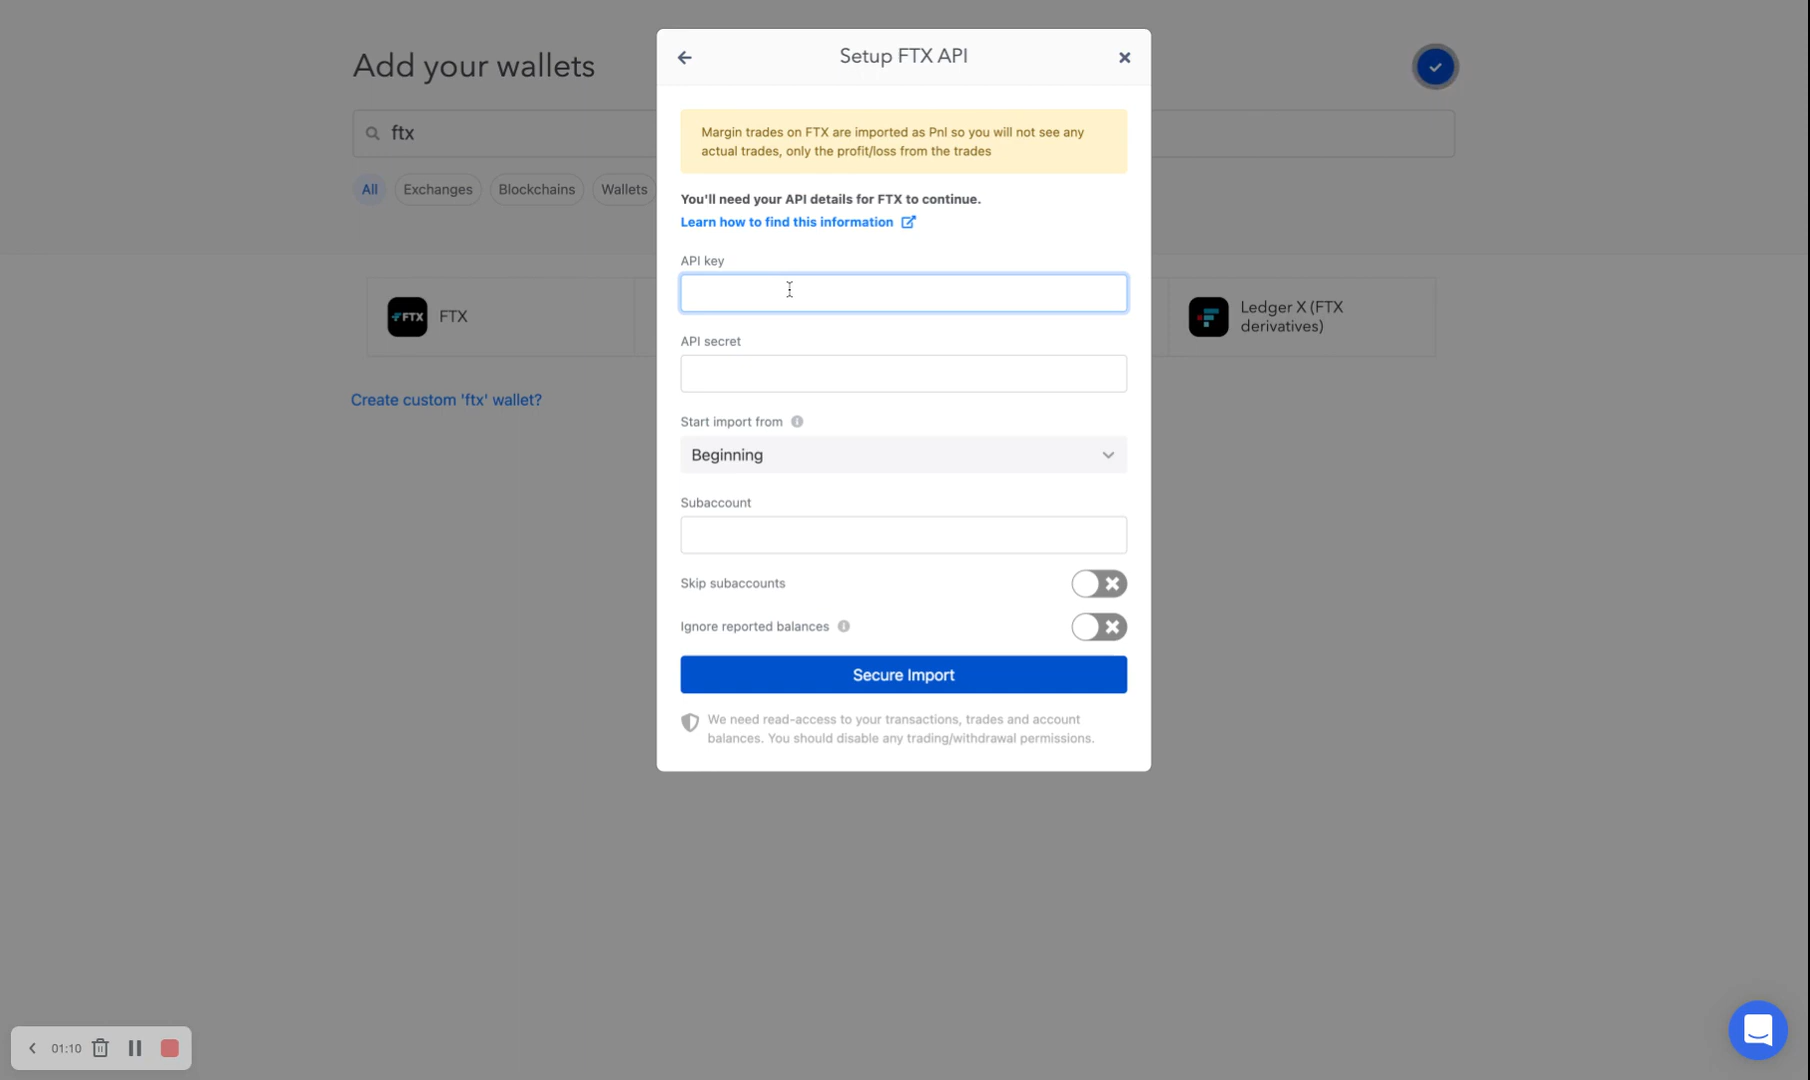 Setup FTX API
Add your wallets
ftx
All
Exchanges
Blockchains
Wallets
Margin trades on FTX are imported as Pnl so you will not see any
actual trades, only the profit/loss from the trades
You'll need your API details for FTX to continue.
Learn how to find this information
API key
FTX
FTX
Ledger X (FTX
derivatives)
API secret
Create custom 'ftx' wallet?
Start import from
Beginning
Subaccount
Skip subaccounts
Ignore reported balances
Secure Import
We need read-access to your transactions, trades and account
balances. You should disable any trading/withdrawal permissions.
01:10